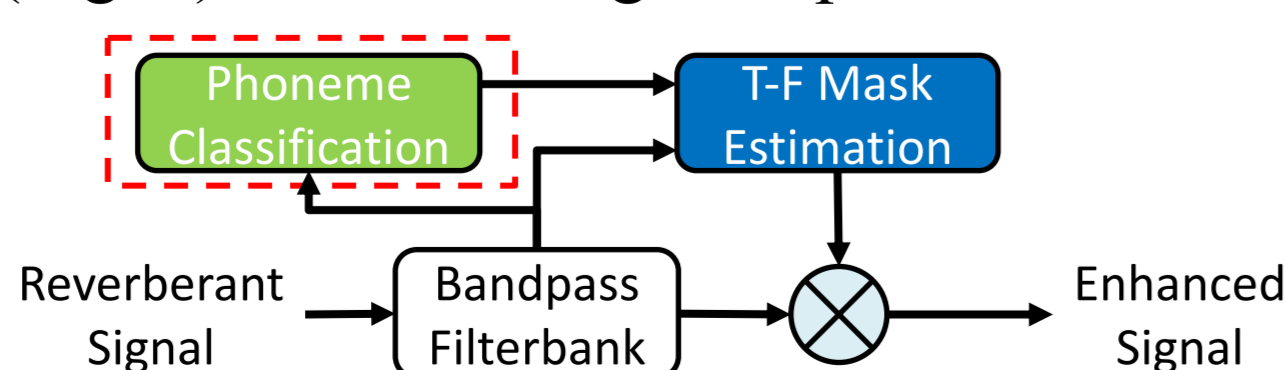 Phoneme
Classification
T-F Mask
Estimation
Reverberant
Signal
Bandpass
Filterbank
Enhanced
Signal